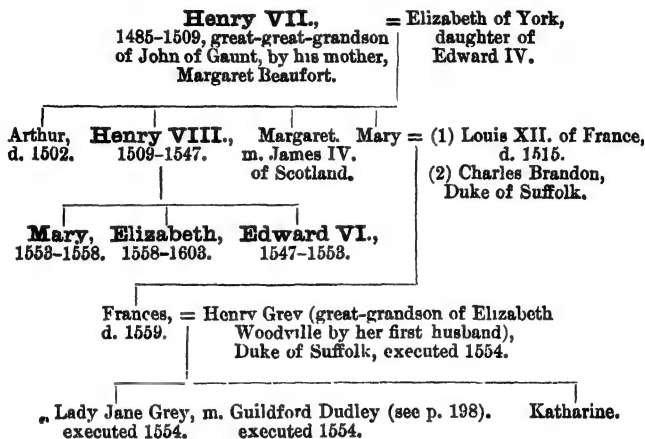 Henry VII., = Elizabeth of York,
1485-1509, great-great-grandson daughter of
of John of Gaunt, by his mother, Edward IV.
Margaret Beaufort.
Arthur, Henry VIII., Margaret. Mary = (1) Louis XII. of France,
d. 1502. 1509-1547. m. James IV. d. 1515.
of Scotland. (2) Charles Brandon,
Duke of Suffolk.
Mary, Elizabeth, Edward VI.,
1553-1558. 1558-1603. 1547-1553.
Frances, = Henry Grey (great-grandson of Elizabeth
d. 1559. Woodville by her first husband),
Duke of Suffolk, executed 1554.
Lady Jane Grey, m. Guildford Dudley (see p. 198). Katharine.
executed 1554. executed 1554.